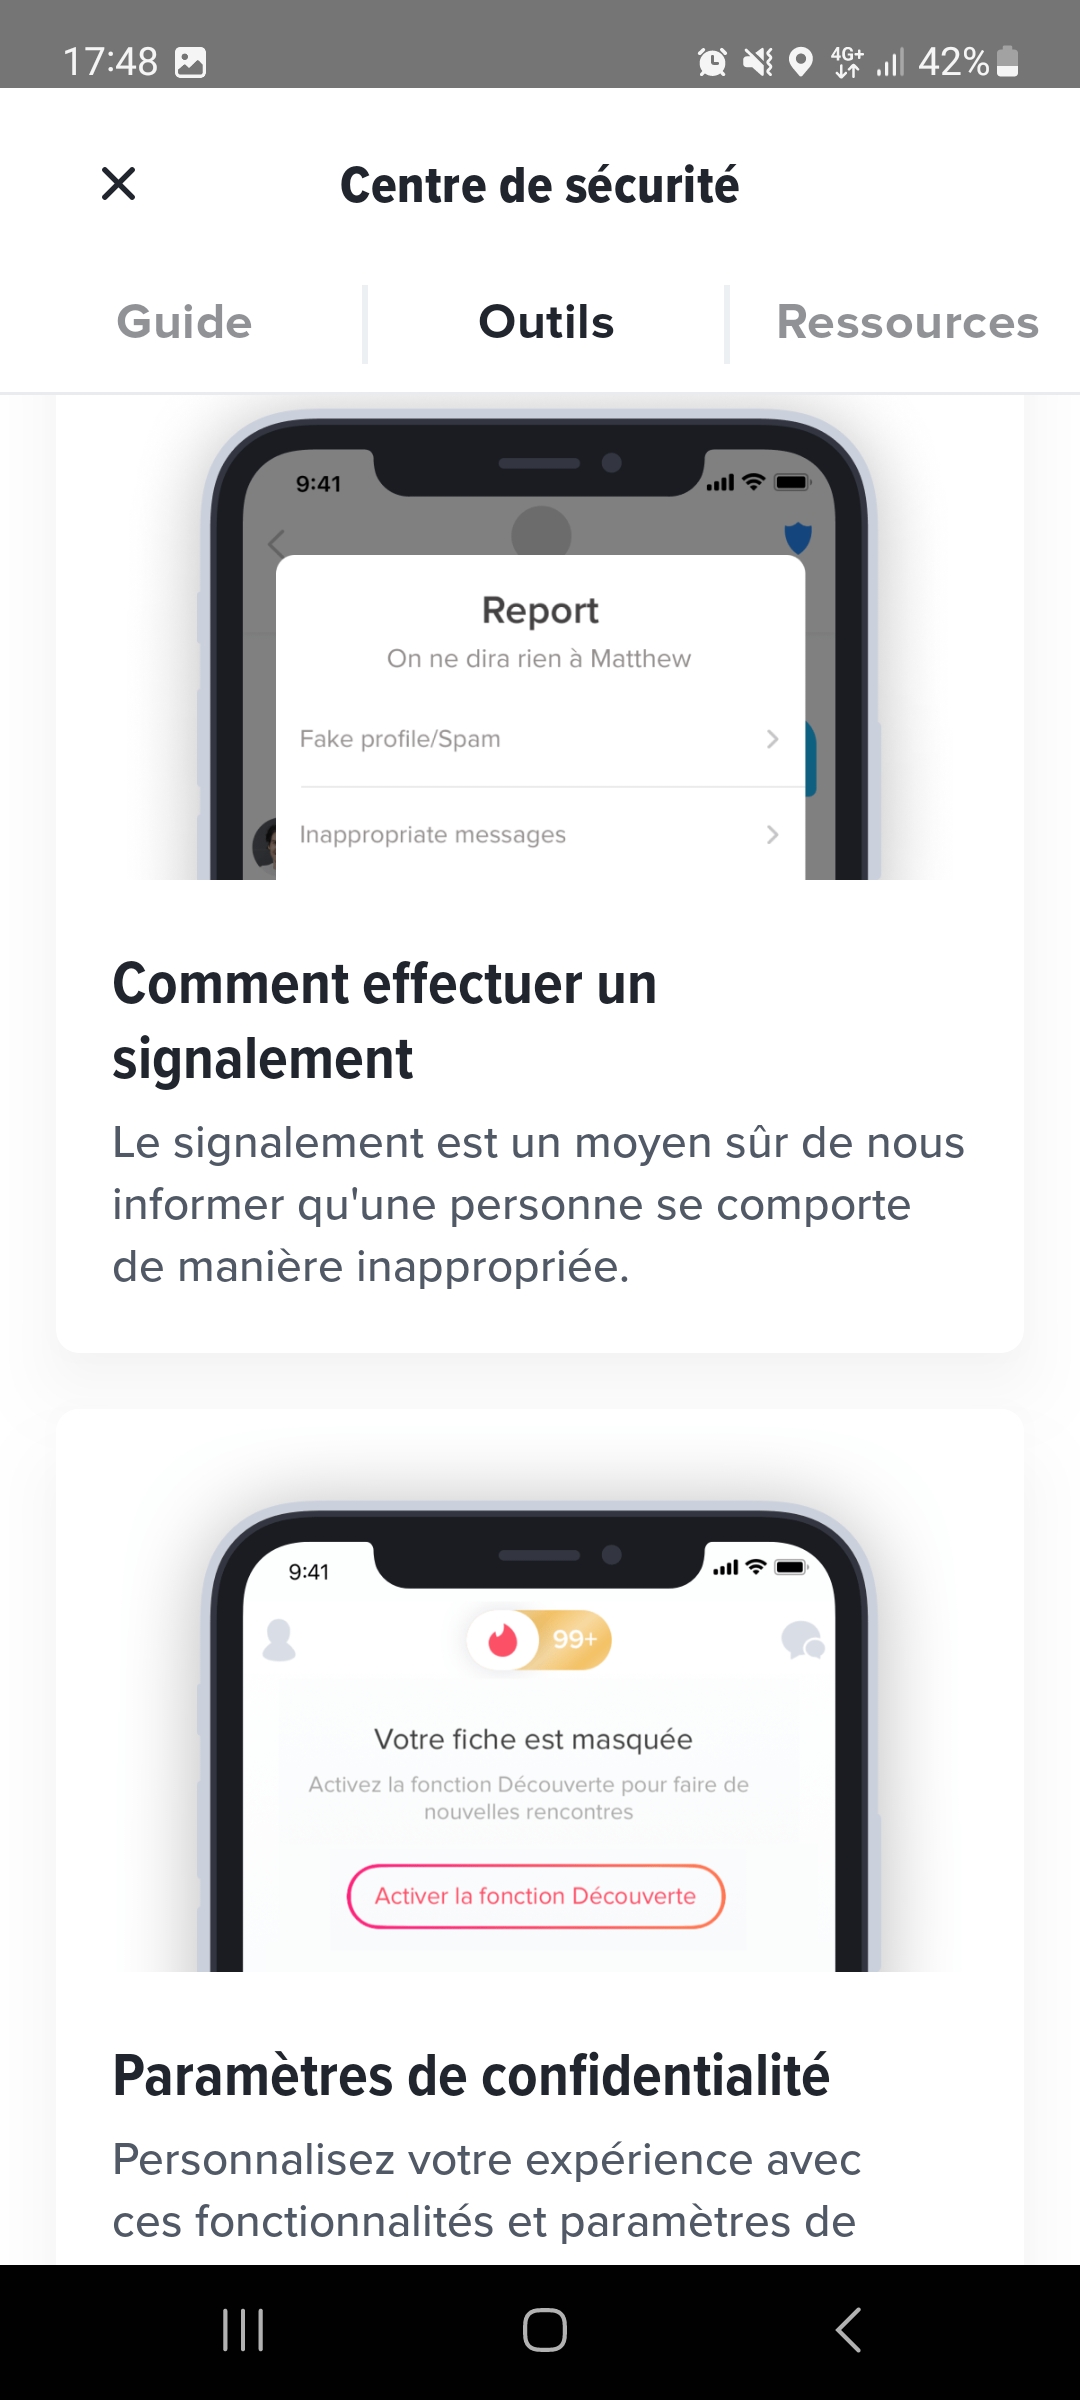 17:48
4G+
42%
Centre de sécurité
Guide
Outils
Ressources
9:41
Report
On ne dira rien à Matthew
Fake profile/Spam
Inappropriate messages
Comment effectuer un
signalement
Le signalement est un moyen sûr de nous
informer qu'une personne se comporte
de manière inappropriée.
9:41
99+
Votre fiche est masquée
Activez la fonction Découverte pour faire de
nouvelles rencontres
Activer la fonction Découverte
Paramètres de confidentialité
Personnalisez votre expérience avec
ces fonctionnalités et paramètres de